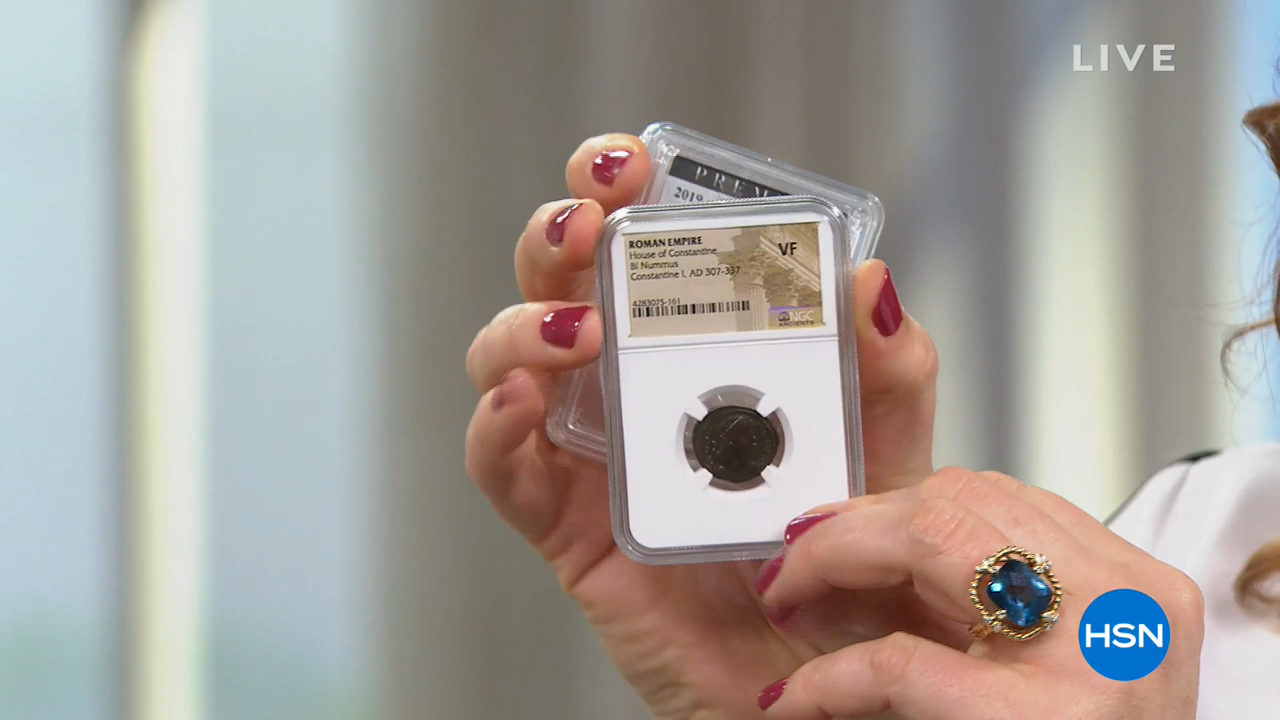 LIVE
PREM
2019
ROMAN EMPIRE
VF
House of Constantine
BI Nummus
Constantine I, AD 307-337
4283075-161
NGC
ANCIENTS
HSN